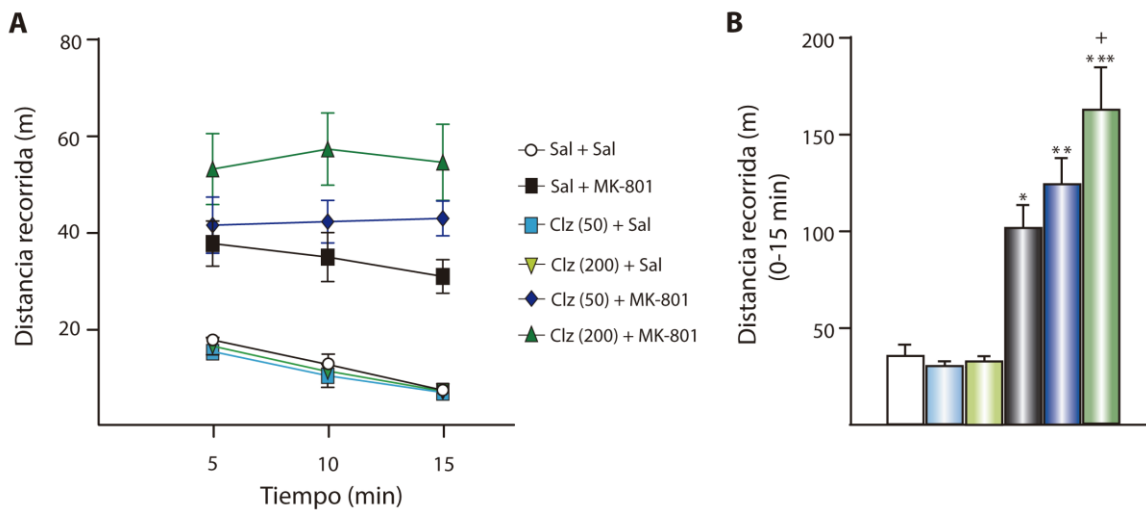 A
Distancia recorrida (m)
80
60
40
20
5
10
15
Tiempo (min)
Sal + Sal
Sal + MK-801
Clz (50) + Sal
Clz (200) + Sal
Clz (50) + MK-801
Clz (200) + MK-801
B
Distancia recorrida (m)
(0-15 min)
200
150
100
50
*
**
+
***